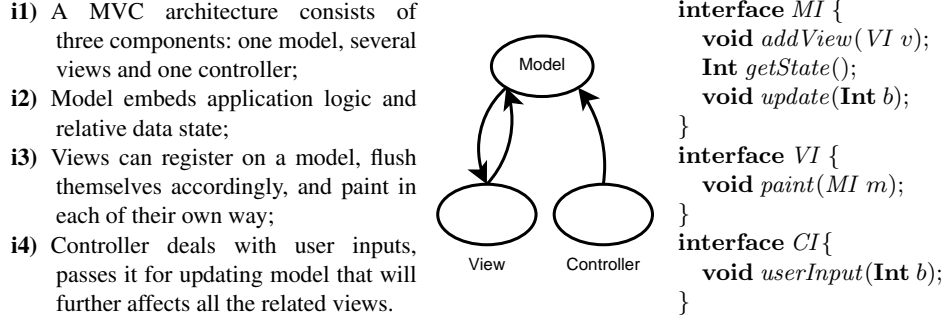 i1) A MVC architecture consists of
three components: one model, several
views and one controller;
i2) Model embeds application logic and
relative data state;
i3) Views can register on a model, flush
themselves accordingly, and paint in
each of their own way;
i4) Controller deals with user inputs,
passes it for updating model that will
further affects all the related views.
Model
View
Controller
interface MI {
void addView(VI v);
Int getState();
void update(Int b);
}
interface VI {
void paint(MI m);
}
interface CI{
void userInput(Int b);
}